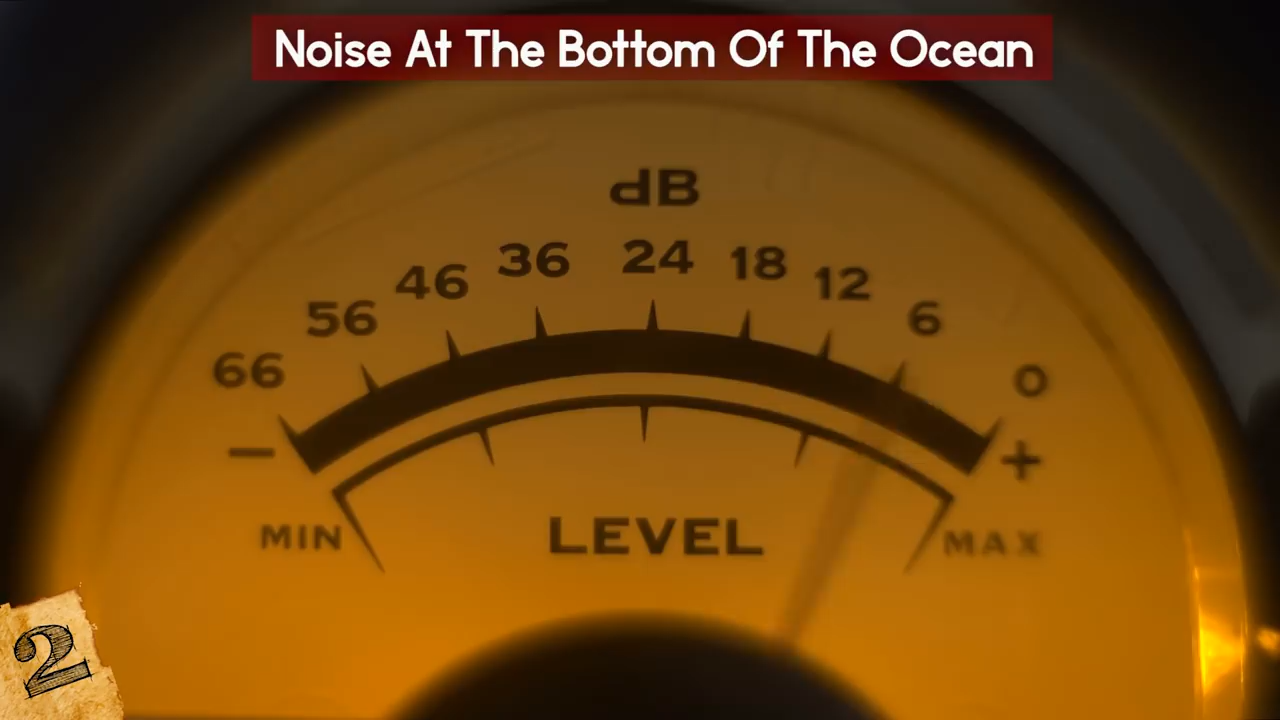 Noise At The Bottom Of The Ocean
dB
66 56 46 36 24 18 12 6 0
− +
MIN LEVEL MAX
2